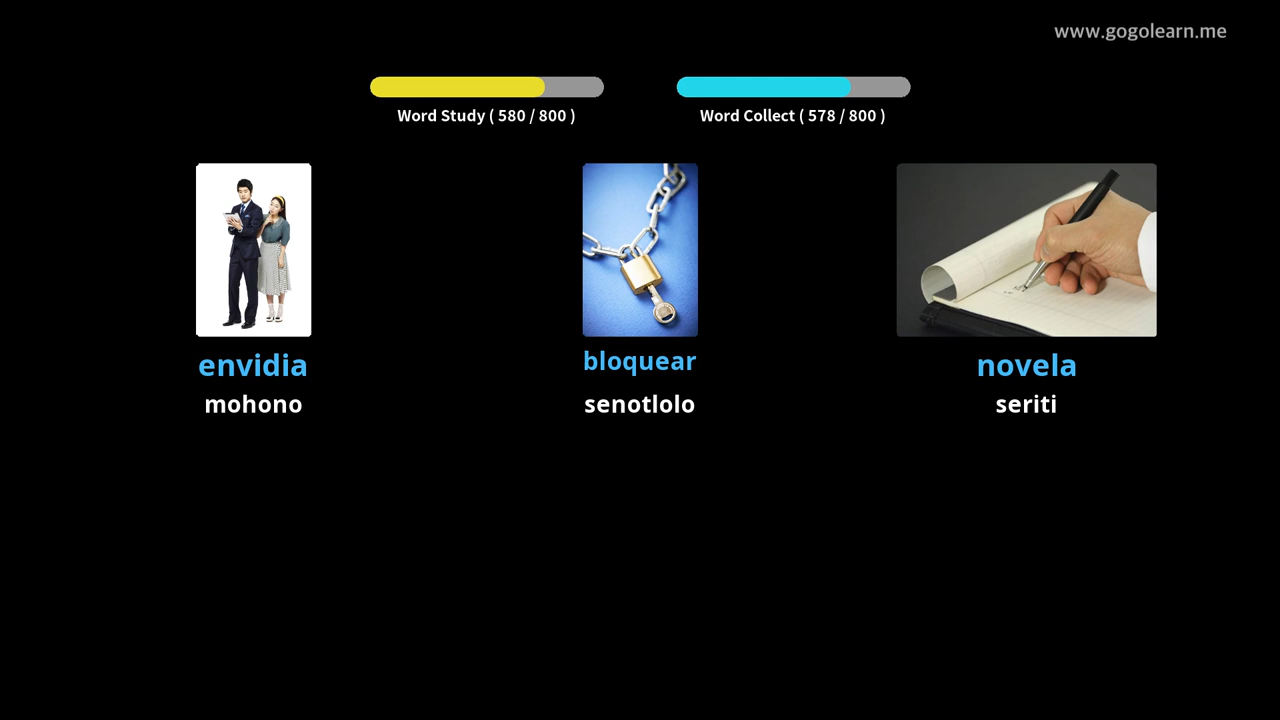 www.gogolearn.me
Word Study ( 580 / 800 )
Word Collect ( 578 / 800 )
envidia
mohono
bloquear
senotlolo
novela
seriti